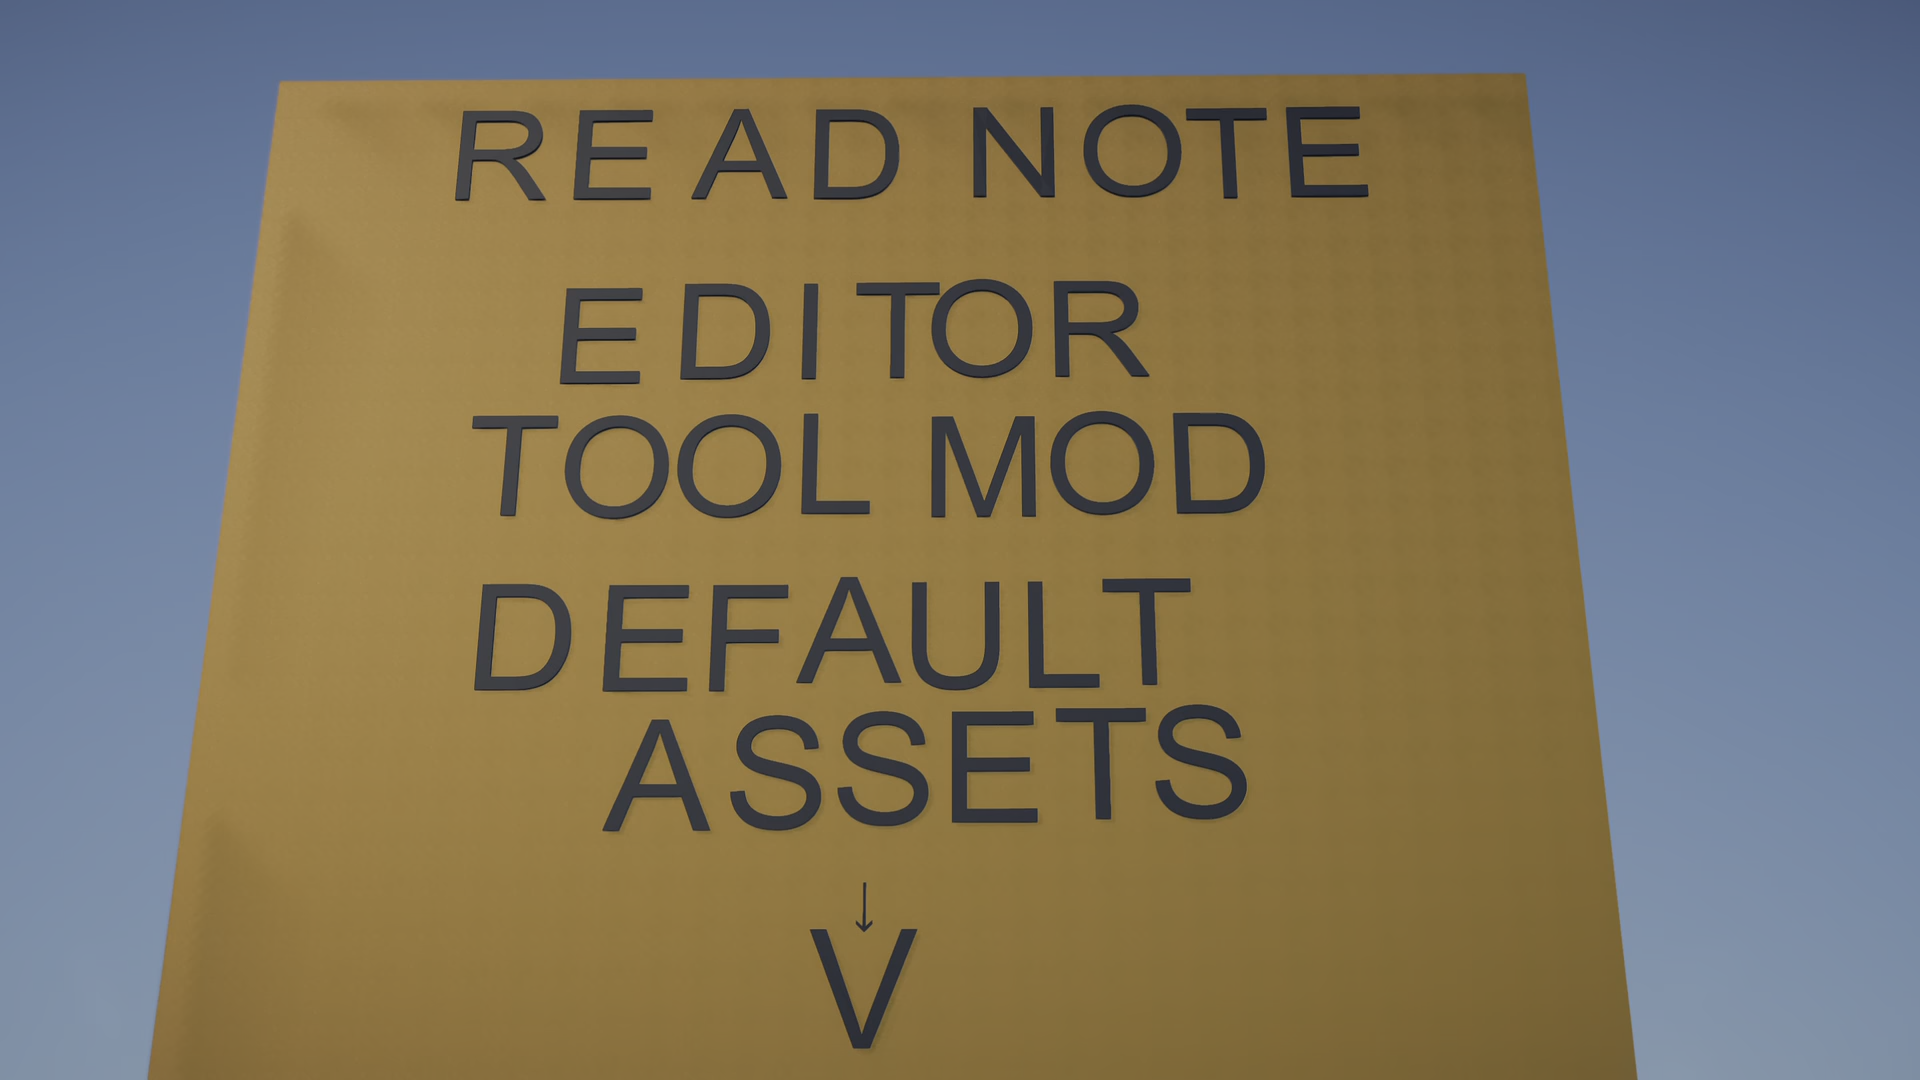 READ NOTE
EDITOR
TOOL MOD
DEFAULT
ASSETS
↓
V